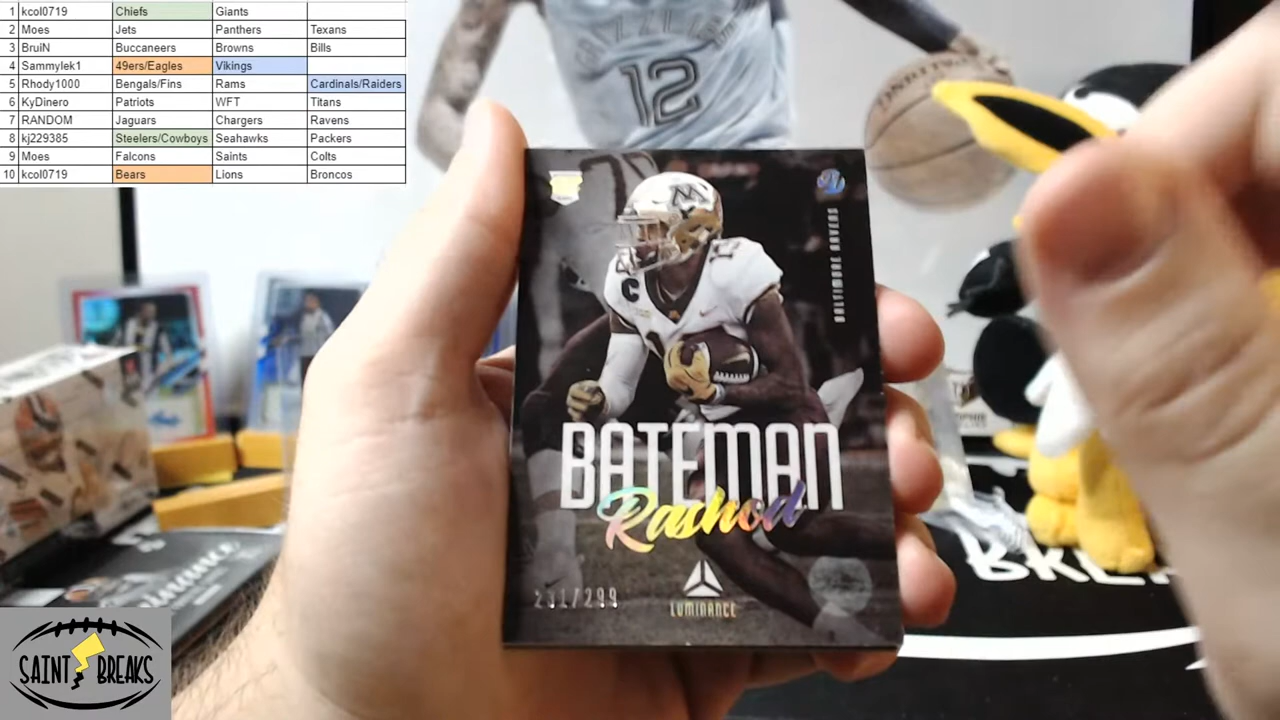 1 kcol0719 Chiefs Giants
2 Moes Jets Panthers Texans
3 BruiN Buccaneers Browns Bills
4 Sammylek1 49ers/Eagles Vikings
5 Rhody1000 Bengals/Fins Rams Cardinals/Raiders
6 KyDinero Patriots WFT Titans
7 RANDOM Jaguars Chargers Ravens
8 kj229385 Steelers/Cowboys Seahawks Packers
9 Moes Falcons Saints Colts
10 kcol0719 Bears Lions Broncos
12
M
C
BALTIMORE RAVENS
BATEMAN
Rashod
231/299
LUMINANCE
SAINT BREAKS